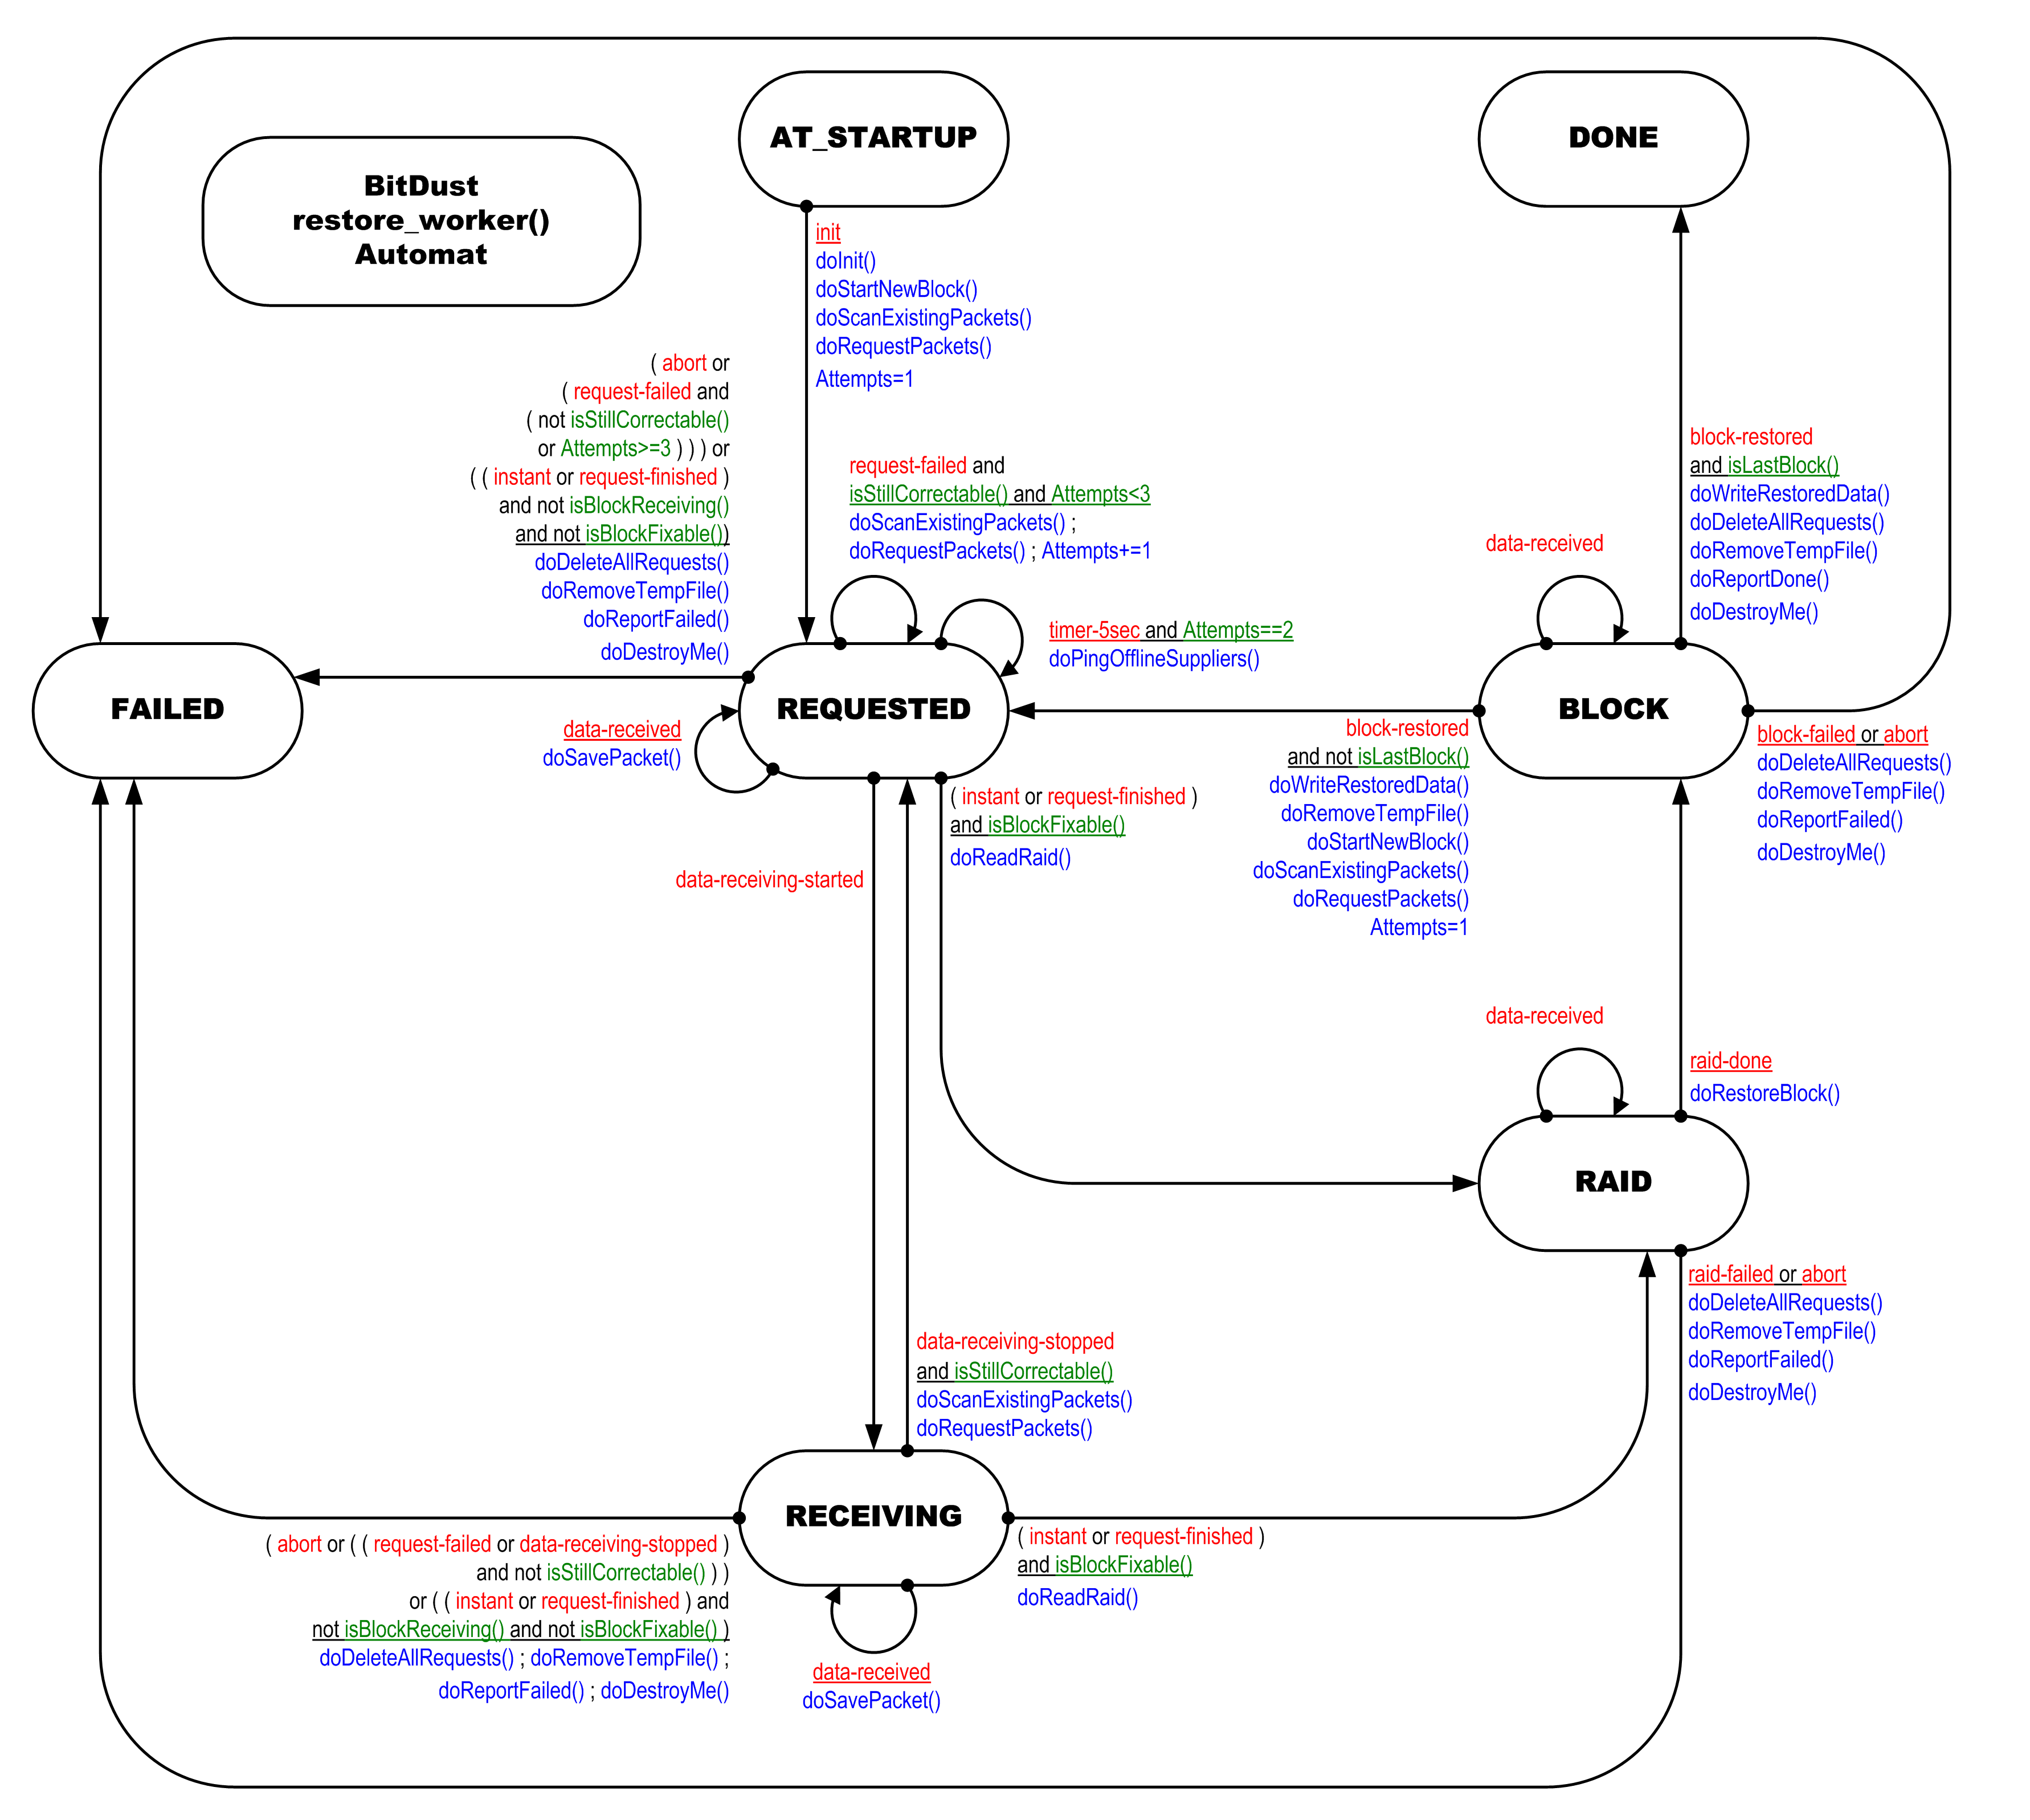 AT_STARTUP
DONE
BitDust
restore_worker()
Automat
init
doInit()
doStartNewBlock()
doScanExistingPackets()
doRequestPackets()
Attempts=1
( abort or
( request-failed and
( not isStillCorrectable()
or Attempts>=3 ) ) ) or
( ( instant or request-finished )
and not isBlockReceiving()
and not isBlockFixable())
doDeleteAllRequests()
doRemoveTempFile()
doReportFailed()
doDestroyMe()
request-failed and
isStillCorrectable() and Attempts<3
doScanExistingPackets() ;
doRequestPackets() ; Attempts+=1
timer-5sec and Attempts==2
doPingOfflineSuppliers()
data-received
block-restored
and isLastBlock()
doWriteRestoredData()
doDeleteAllRequests()
doRemoveTempFile()
doReportDone()
doDestroyMe()
FAILED
REQUESTED
BLOCK
data-received
doSavePacket()
block-restored
and not isLastBlock()
doWriteRestoredData()
doRemoveTempFile()
doStartNewBlock()
doScanExistingPackets()
doRequestPackets()
Attempts=1
block-failed or abort
doDeleteAllRequests()
doRemoveTempFile()
doReportFailed()
doDestroyMe()
( instant or request-finished )
and isBlockFixable()
doReadRaid()
data-receiving-started
data-received
raid-done
doRestoreBlock()
RAID
raid-failed or abort
doDeleteAllRequests()
doRemoveTempFile()
doReportFailed()
doDestroyMe()
data-receiving-stopped
and isStillCorrectable()
doScanExistingPackets()
doRequestPackets()
RECEIVING
( abort or ( ( request-failed or data-receiving-stopped )
and not isStillCorrectable() ) )
or ( ( instant or request-finished ) and
not isBlockReceiving() and not isBlockFixable() )
doDeleteAllRequests() ; doRemoveTempFile() ;
doReportFailed() ; doDestroyMe()
( instant or request-finished )
and isBlockFixable()
doReadRaid()
data-received
doSavePacket()